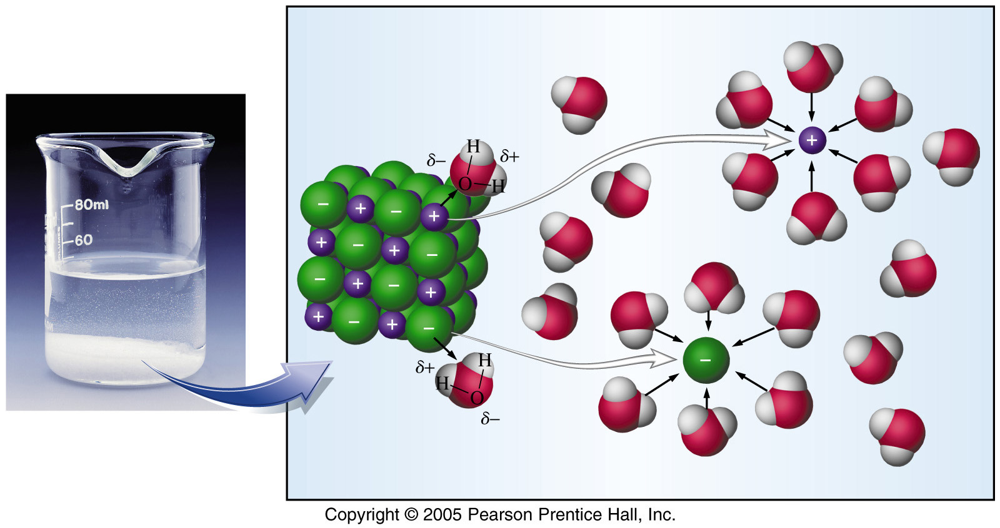 80ml
60
H
δ−
δ+
O
H
−
+
−
+
+
−
+
−
−
+
−
+
+
−
+
−
δ+
H
H
O
δ−
+
−
Copyright © 2005 Pearson Prentice Hall, Inc.